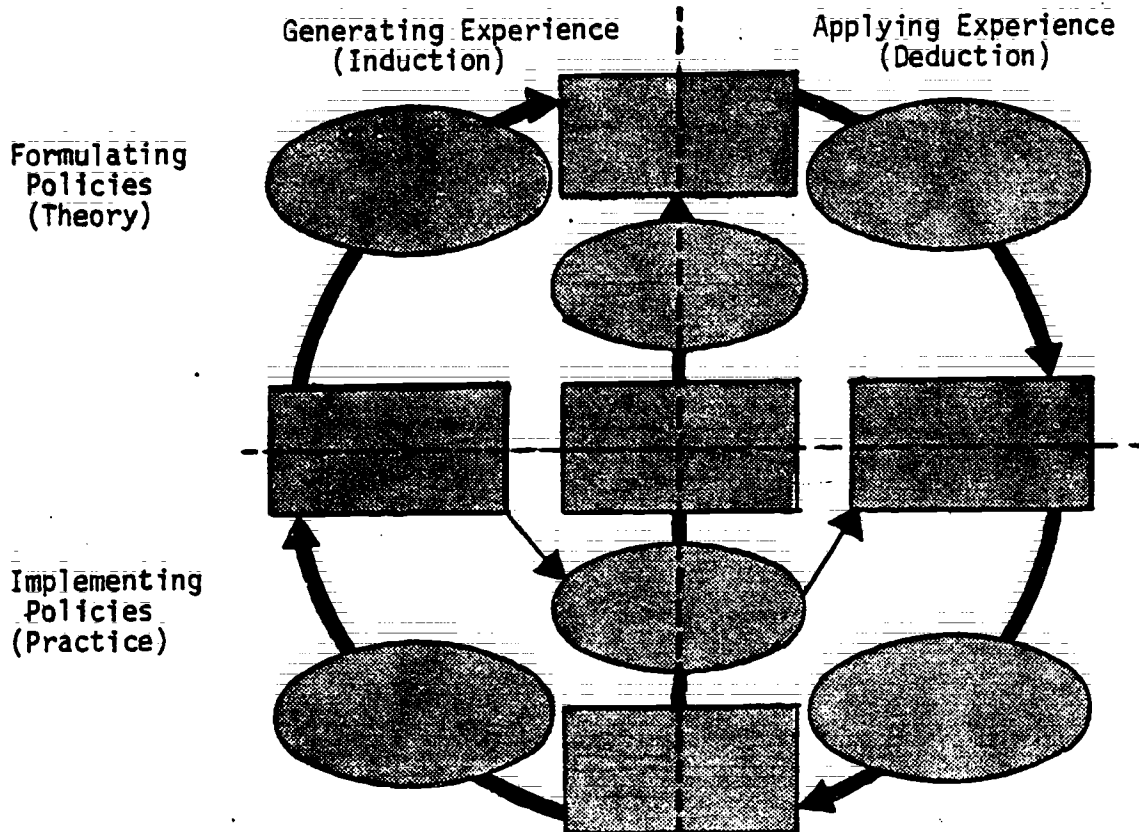 Generating Experience
(Induction)
Applying Experience
(Deduction)
Formulating
Policies
(Theory)
Implementing
Policies
(Practice)